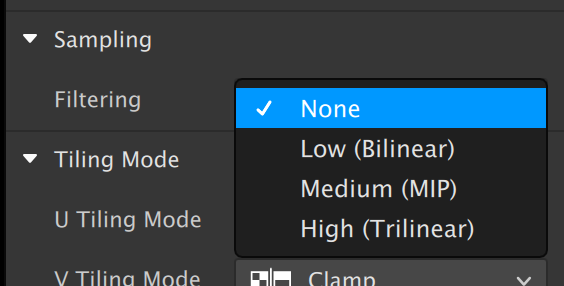 Sampling
Filtering
None
Low (Bilinear)
Medium (MIP)
High (Trilinear)
Tiling Mode
U Tiling Mode
V Tiling Mode
Clamp